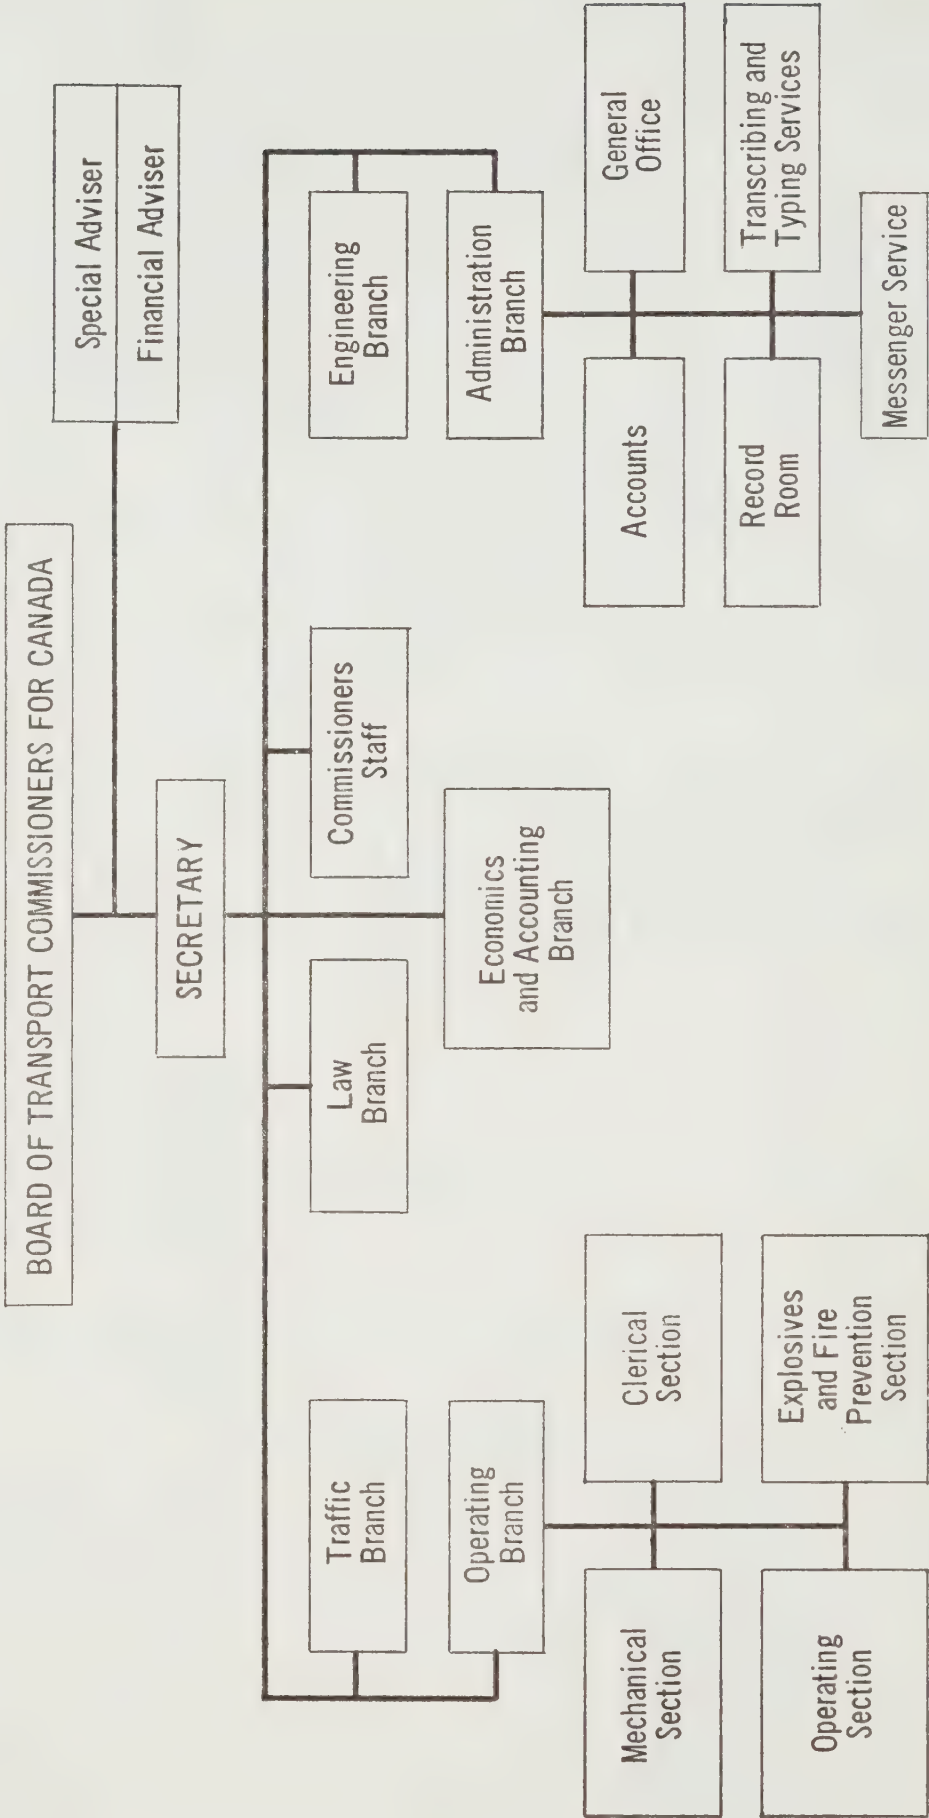 BOARD OF TRANSPORT COMMISSIONERS FOR CANADA
Special Adviser
Financial Adviser
SECRETARY
Traffic
Branch
Law
Branch
Commissioners
Staff
Engineering
Branch
Operating
Branch
Economics
and Accounting
Branch
Administration
Branch
Mechanical
Section
Clerical
Section
Accounts
General
Office
Operating
Section
Explosives
and Fire
Prevention
Section
Record
Room
Transcribing and
Typing Services
Messenger Service